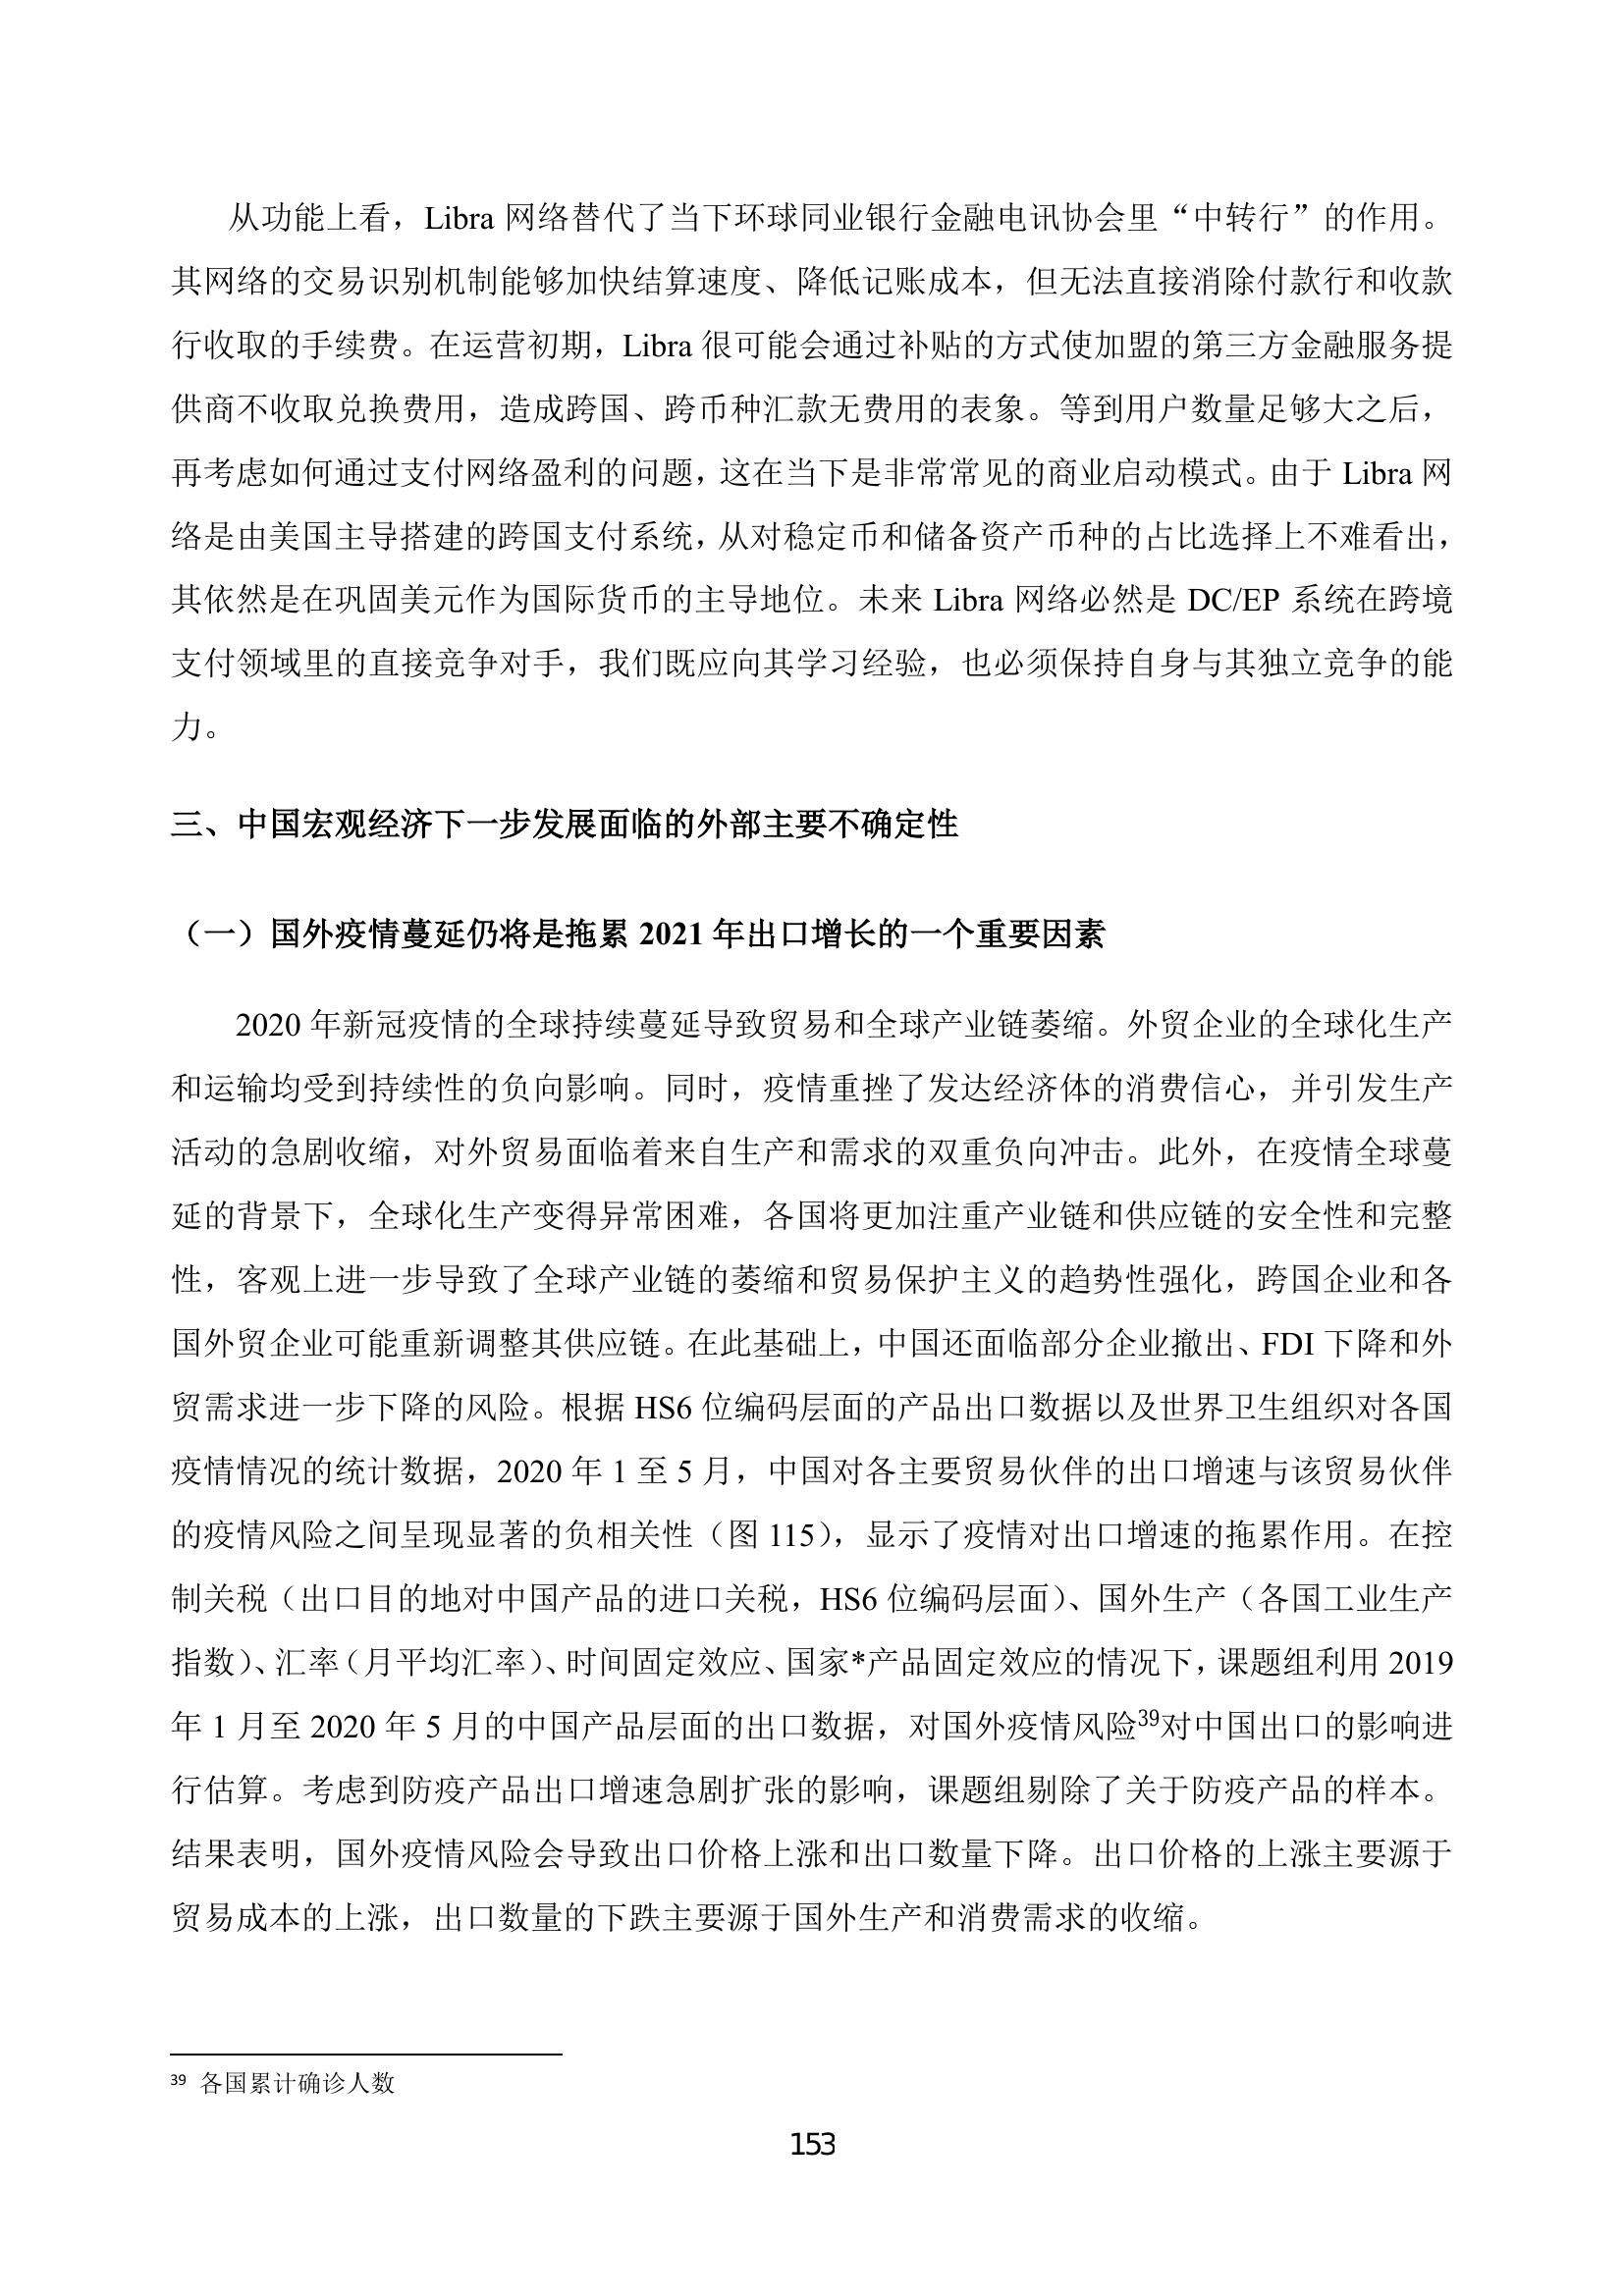 从功能上看，Libra 网络替代了当下环球同业银行金融电讯协会里“中转行”的作用。
其网络的交易识别机制能够加快结算速度、降低记账成本，但无法直接消除付款行和收款
行收取的手续费。在运营初期，Libra 很可能会通过补贴的方式使加盟的第三方金融服务提
供商不收取兑换费用，造成跨国、跨币种汇款无费用的表象。等到用户数量足够大之后，
再考虑如何通过支付网络盈利的问题，这在当下是非常常见的商业启动模式。由于 Libra 网
络是由美国主导搭建的跨国支付系统，从对稳定币和储备资产币种的占比选择上不难看出，
其依然是在巩固美元作为国际货币的主导地位。未来 Libra 网络必然是 DC/EP 系统在跨境
支付领域里的直接竞争对手，我们既应向其学习经验，也必须保持自身与其独立竞争的能
力。
三、中国宏观经济下一步发展面临的外部主要不确定性
（一）国外疫情蔓延仍将是拖累 2021 年出口增长的一个重要因素
2020 年新冠疫情的全球持续蔓延导致贸易和全球产业链萎缩。外贸企业的全球化生产
和运输均受到持续性的负向影响。同时，疫情重挫了发达经济体的消费信心，并引发生产
活动的急剧收缩，对外贸易面临着来自生产和需求的双重负向冲击。此外，在疫情全球蔓
延的背景下，全球化生产变得异常困难，各国将更加注重产业链和供应链的安全性和完整
性，客观上进一步导致了全球产业链的萎缩和贸易保护主义的趋势性强化，跨国企业和各
国外贸企业可能重新调整其供应链。在此基础上，中国还面临部分企业撤出、FDI 下降和外
贸需求进一步下降的风险。根据 HS6 位编码层面的产品出口数据以及世界卫生组织对各国
疫情情况的统计数据，2020 年 1 至 5 月，中国对各主要贸易伙伴的出口增速与该贸易伙伴
的疫情风险之间呈现显著的负相关性（图 115），显示了疫情对出口增速的拖累作用。在控
制关税（出口目的地对中国产品的进口关税，HS6 位编码层面）、国外生产（各国工业生产
指数）、汇率（月平均汇率）、时间固定效应、国家*产品固定效应的情况下，课题组利用 2019
年 1 月至 2020 年 5 月的中国产品层面的出口数据，对国外疫情风险39对中国出口的影响进
行估算。考虑到防疫产品出口增速急剧扩张的影响，课题组剔除了关于防疫产品的样本。
结果表明，国外疫情风险会导致出口价格上涨和出口数量下降。出口价格的上涨主要源于
贸易成本的上涨，出口数量的下跌主要源于国外生产和消费需求的收缩。
39 各国累计确诊人数
153